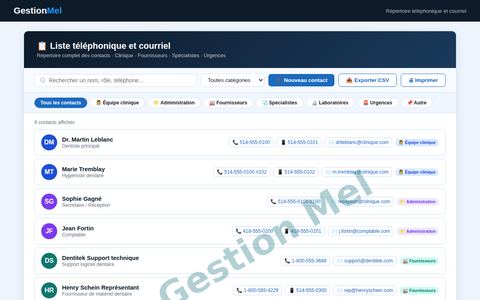 GestionMel
Répertoire téléphonique et courriel
📋 Liste téléphonique et courriel
Répertoire complet des contacts · Clinique · Fournisseurs · Spécialistes · Urgences
Rechercher un nom, rôle, téléphone...
Toutes catégories
Nouveau contact
Exporter CSV
Imprimer
Tous les contacts
Équipe clinique
Administration
Fournisseurs
Spécialistes
Laboratoires
Urgences
Autre
9 contacts affichés
DM Dr. Martin Leblanc 514-555-0100 514-555-0101 drleblanc@clinique.com Équipe clinique
Dentiste principal
MT Marie Tremblay 514-555-0100 #102 514-555-0102 m.tremblay@clinique.com Équipe clinique
Hygiéniste dentaire
SG Sophie Gagné 514-555-0100 #100 reception@clinique.com Administration
Secrétaire / Réception
JF Jean Fortin 418-555-0200 418-555-0201 j.fortin@comptable.com Administration
Comptable
DS Dentitek Support technique 1-800-555-3688 support@dentitek.com Fournisseurs
Support logiciel dentaire
HR Henry Schein Représentant 1-800-555-4229 514-555-0300 rep@henryschein.com Fournisseurs
Fournisseur de matériel dentaire
Gestion Mel